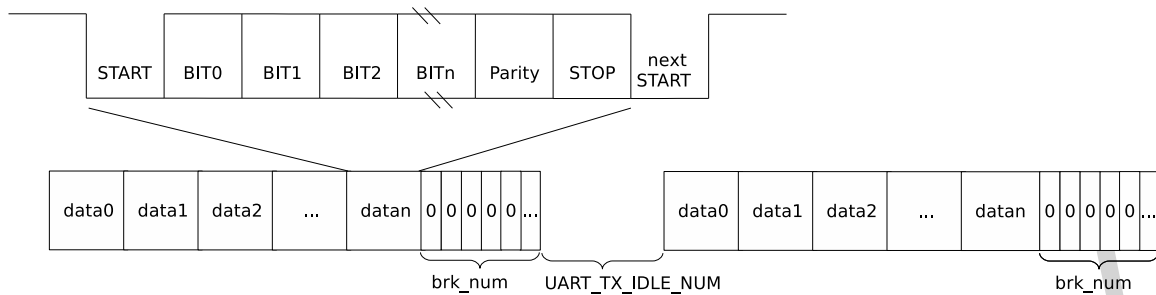 START BIT0 BIT1 BIT2 BITn Parity STOP next START
data0 data1 data2 ... datan 0 0 0 0 0 ... data0 data1 data2 ... datan 0 0 0 0 0 ...
brk_num UART_TX_IDLE_NUM brk_num